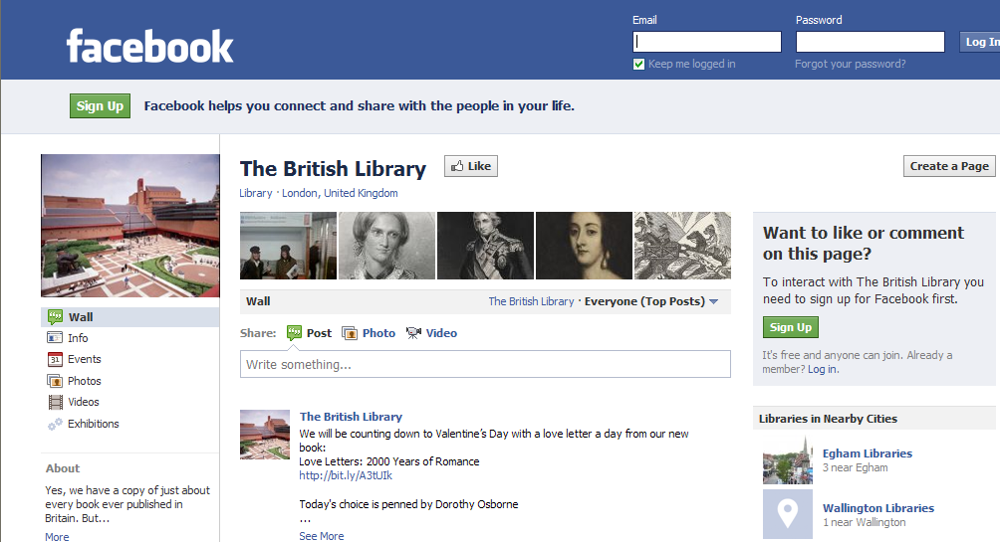 facebook
Email
Password
Log In
Keep me logged in
Forgot your password?
Sign Up
Facebook helps you connect and share with the people in your life.
The British Library
Like
Create a Page
Library · London, United Kingdom
Wall
The British Library · Everyone (Top Posts)
Share:
Post
Photo
Video
Write something...
Wall
Info
31
Events
Photos
Videos
Exhibitions
About
Yes, we have a copy of just about
every book ever published in
Britain. But...
More
The British Library
We will be counting down to Valentine's Day with a love letter a day from our new
book:
Love Letters: 2000 Years of Romance
http://bit.ly/A3tUIk
Today's choice is penned by Dorothy Osborne
...
See More
Want to like or comment
on this page?
To interact with The British Library you
need to sign up for Facebook first.
Sign Up
It's free and anyone can join. Already a
member? Log in.
Libraries in Nearby Cities
Egham Libraries
3 near Egham
Wallington Libraries
1 near Wallington